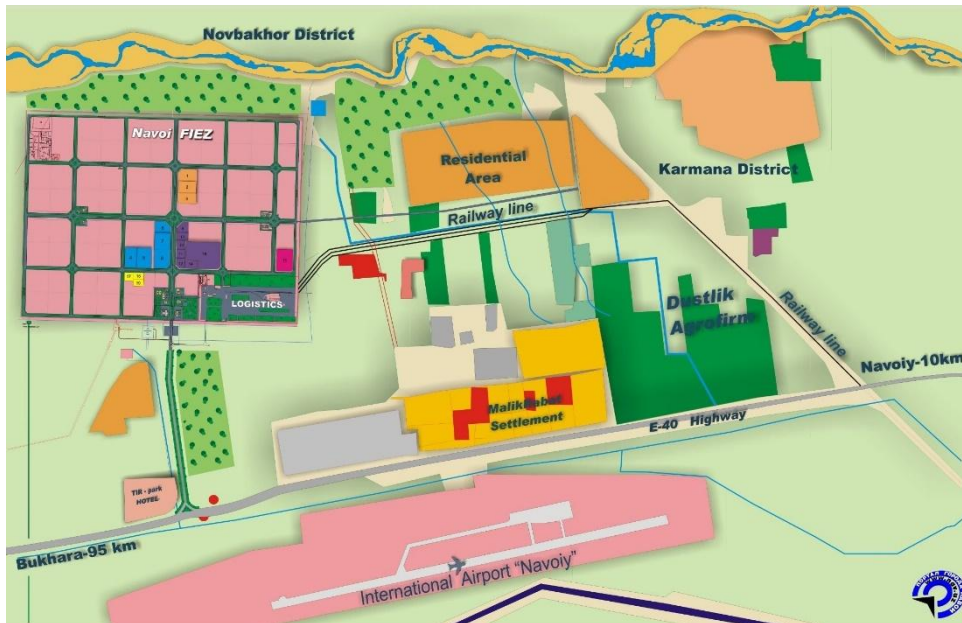 Novbakhor District
Navoi FIEZ
Residential
Area
Karmana District
Railway line
LOGISTICS
Dustlik
Agrofirm
Railway line
Navoiy-10km
Settlement
E-40 Highway
TIR - park
HOTEL
Bukhara-95 km
International Airport "Navoiy"